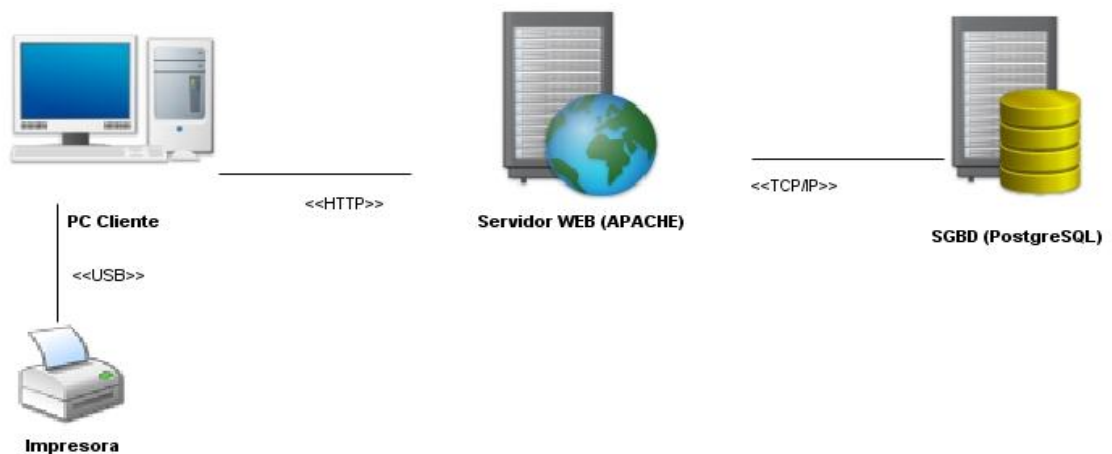 <<HTTP>>
<<TCP/IP>>
PC Cliente
Servidor WEB (APACHE)
SGBD (PostgreSQL)
<<USB>>
Impresora